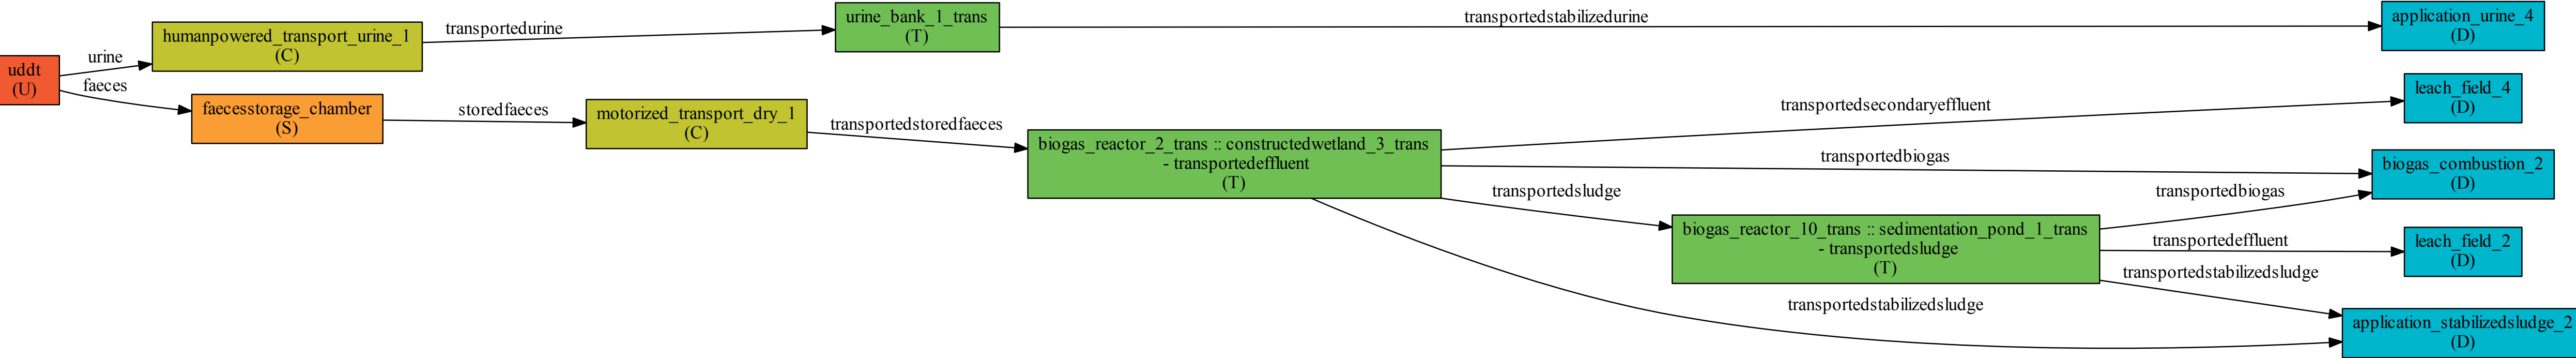 uddt
(U)
urine
faeces
humanpowered_transport_urine_1
(C)
transportedurine
urine_bank_1_trans
(T)
transportedstabilizedurine
application_urine_4
(D)
faecesstorage_chamber
(S)
storedfaeces
motorized_transport_dry_1
(C)
transportedstoredfaeces
biogas_reactor_2_trans :: constructedwetland_3_trans
- transportedeffluent
(T)
transportedsecondaryeffluent
leach_field_4
(D)
transportedbiogas
biogas_combustion_2
(D)
transportedsludge
biogas_reactor_10_trans :: sedimentation_pond_1_trans
- transportedsludge
(T)
transportedbiogas
transportedeffluent
leach_field_2
(D)
transportedstabilizedsludge
transportedstabilizedsludge
application_stabilizedsludge_2
(D)